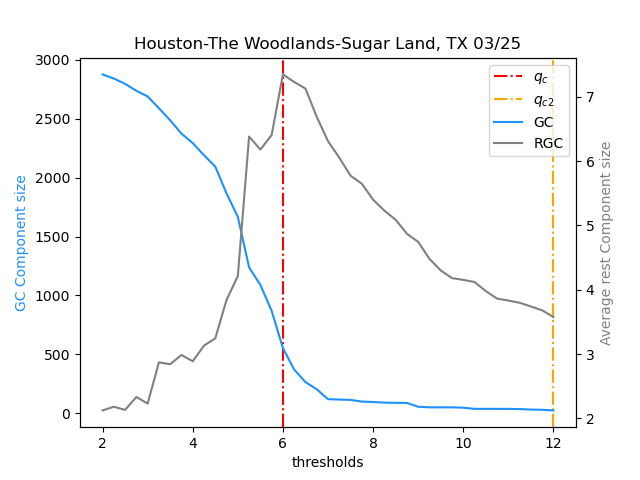 Houston-The Woodlands-Sugar Land, TX 03/25
GC Component size
3000
2500
2000
1500
1000
500
0
7
6
5
4
3
2
Average rest Component size
q_c
q_c2
GC
RGC
2 4 6 8 10 12
thresholds